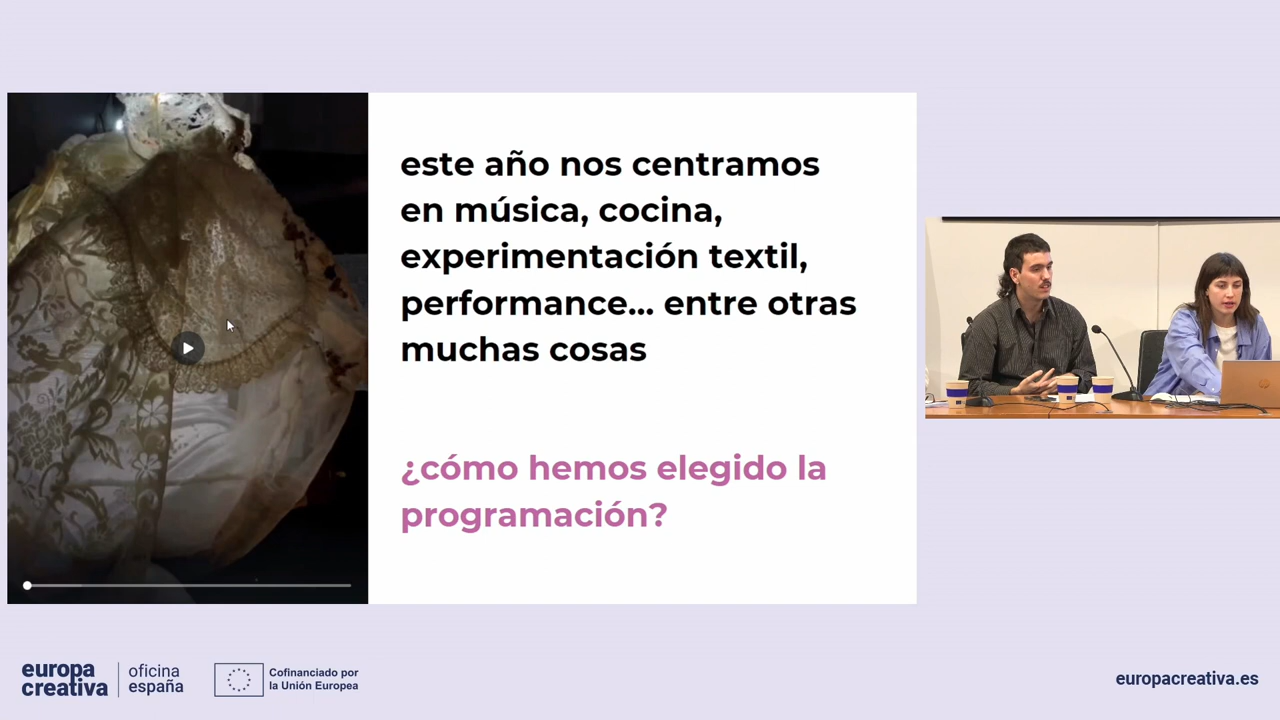 este año nos centramos
en música, cocina,
experimentación textil,
performance... entre otras
muchas cosas
¿cómo hemos elegido la
programación?
europa
creativa
oficina
españa
Cofinanciado por
la Unión Europea
europacreativa.es